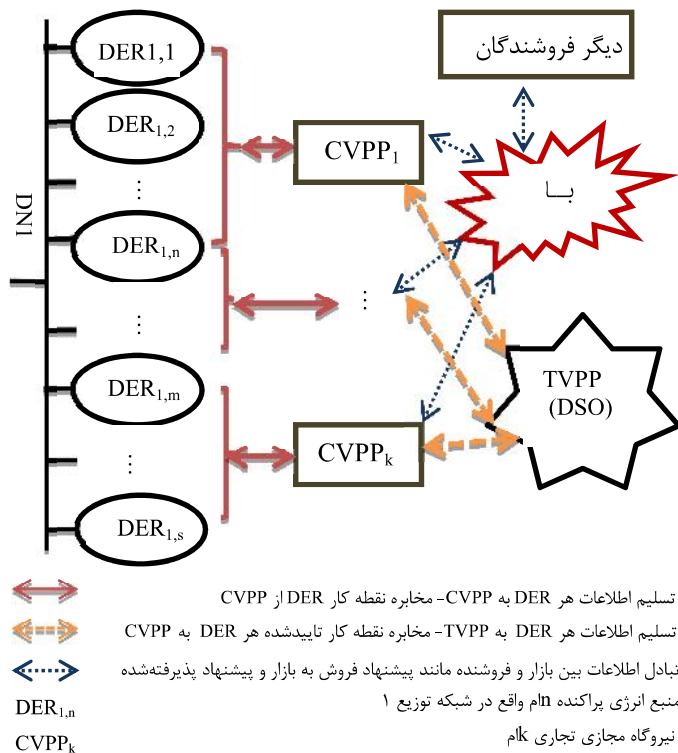 DER1,1
دیگر فروشندگان
DER1,2
CVPP1
بـا
⋮
DN1
DER1,n
...
⋮
DER1,m
TVPP
(DSO)
CVPPk
⋮
DER1,s
تسلیم اطلاعات هر DER به CVPP- مخابره نقطه کار DER از CVPP
تسلیم اطلاعات هر DER به TVPP- مخابره نقطه کار تاییدشده هر DER به CVPP
تبادل اطلاعات بین بازار و فروشنده مانند پیشنهاد فروش به بازار و پیشنهاد پذیرفته‌شده
DER1,n منبع انرژی پراکنده nام واقع در شبکه توزیع ۱
CVPPk نیروگاه مجازی تجاری kام